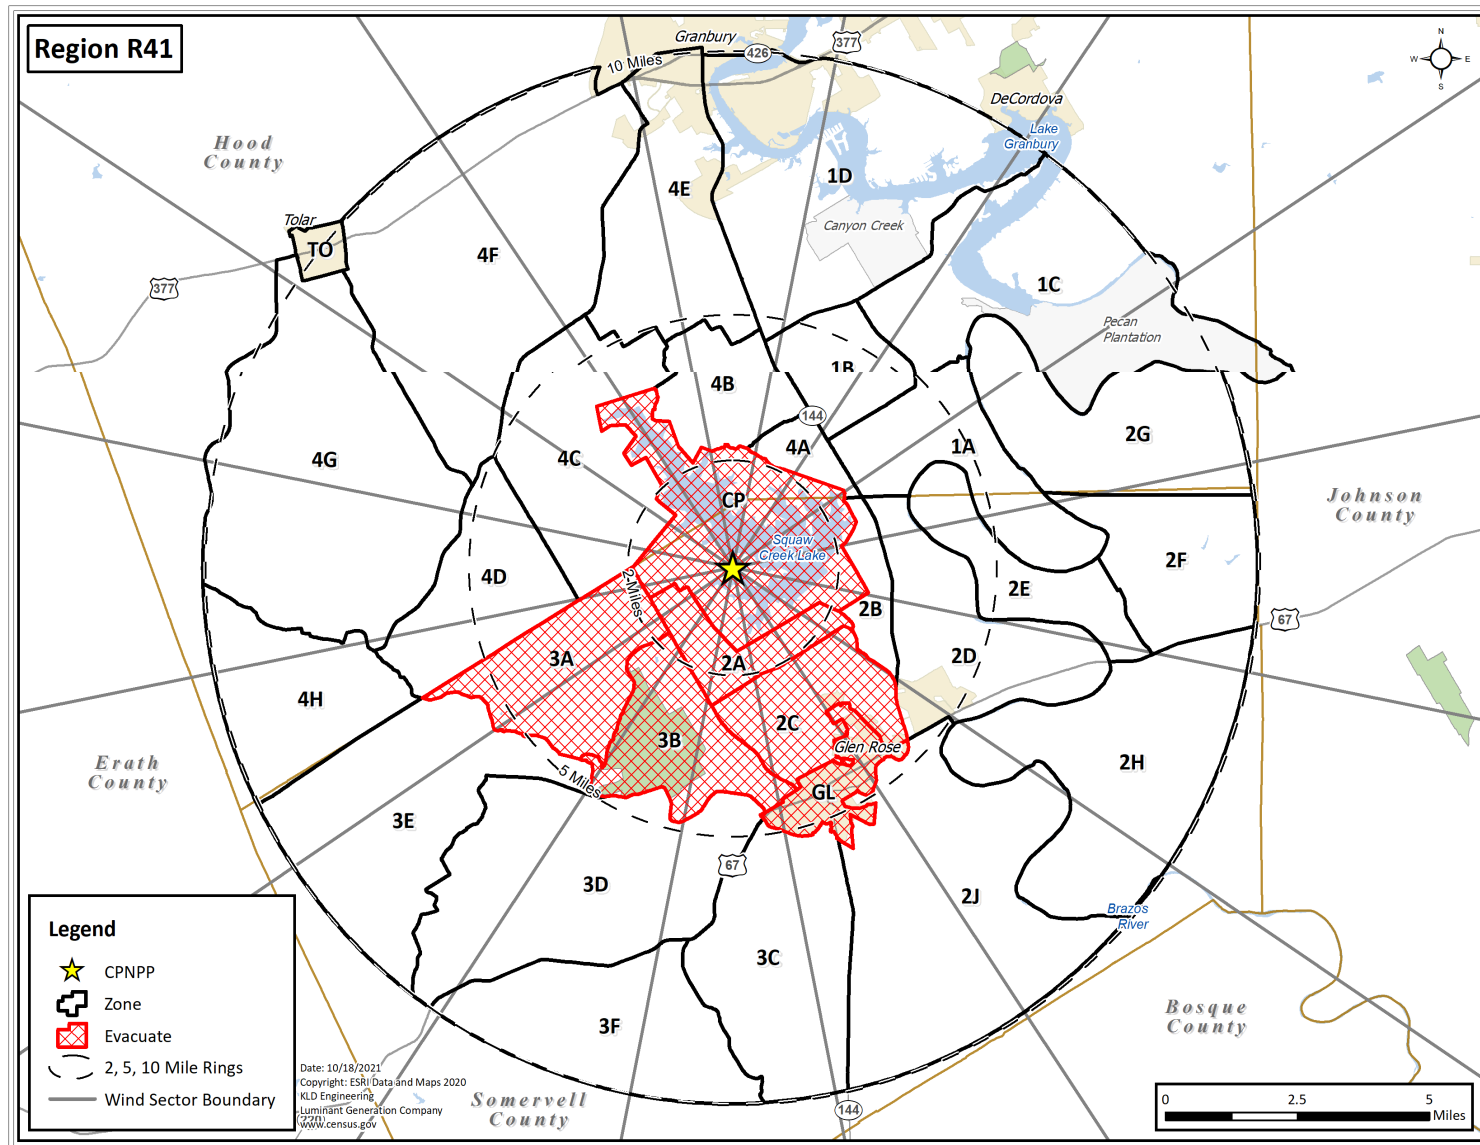 Region R41
Granbury
426
377
10 Miles
N
W
E
S
DeCordova
Lake
Granbury
Hood
County
4E
1D
Tolar
TO
4F
Canyon Creek
377
1C
Pecan
Plantation
1B
4B
144
4A
1A
2G
4G
4C
CP
Johnson
County
Squaw
Creek Lake
4D
2-Miles
2B
2E
2F
67
3A
2A
2D
4H
2C
3B
Glen Rose
Erath
County
5 Miles
GL
2H
3E
67
3D
2J
Brazos
River
3C
Bosque
County
3F
Legend
CPNPP
Zone
Evacuate
2, 5, 10 Mile Rings
Wind Sector Boundary
Date: 10/18/2021
Copyright: ESRI Data and Maps 2020
KLD Engineering
Luminant Generation Company
www.census.gov
Somervell
County
144
0
2.5
5
Miles